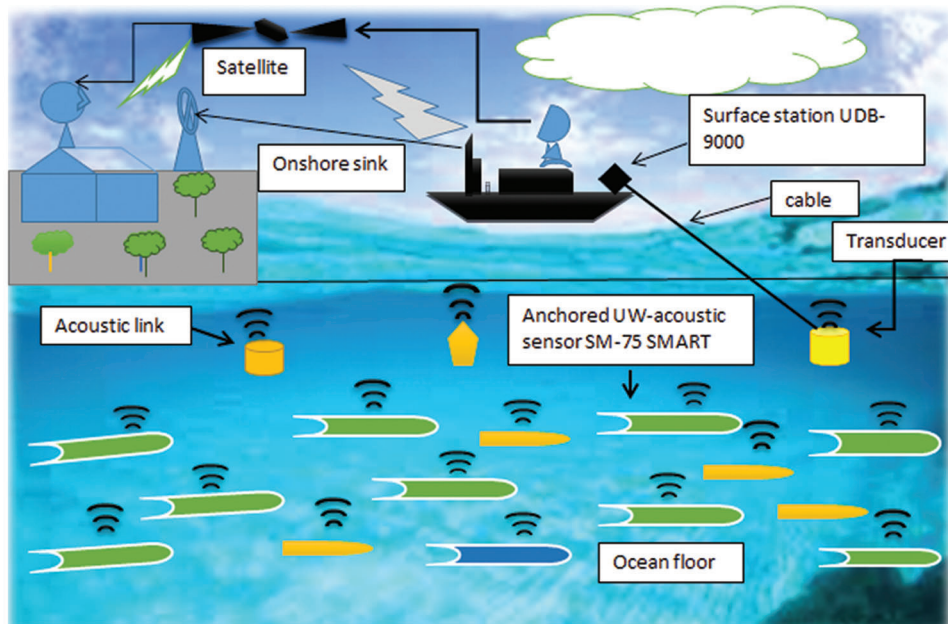 Satellite
Surface station UDB-
9000
Onshore sink
cable
Transducer
Acoustic link
Anchored UW-acoustic
sensor SM-75 SMART
Ocean floor